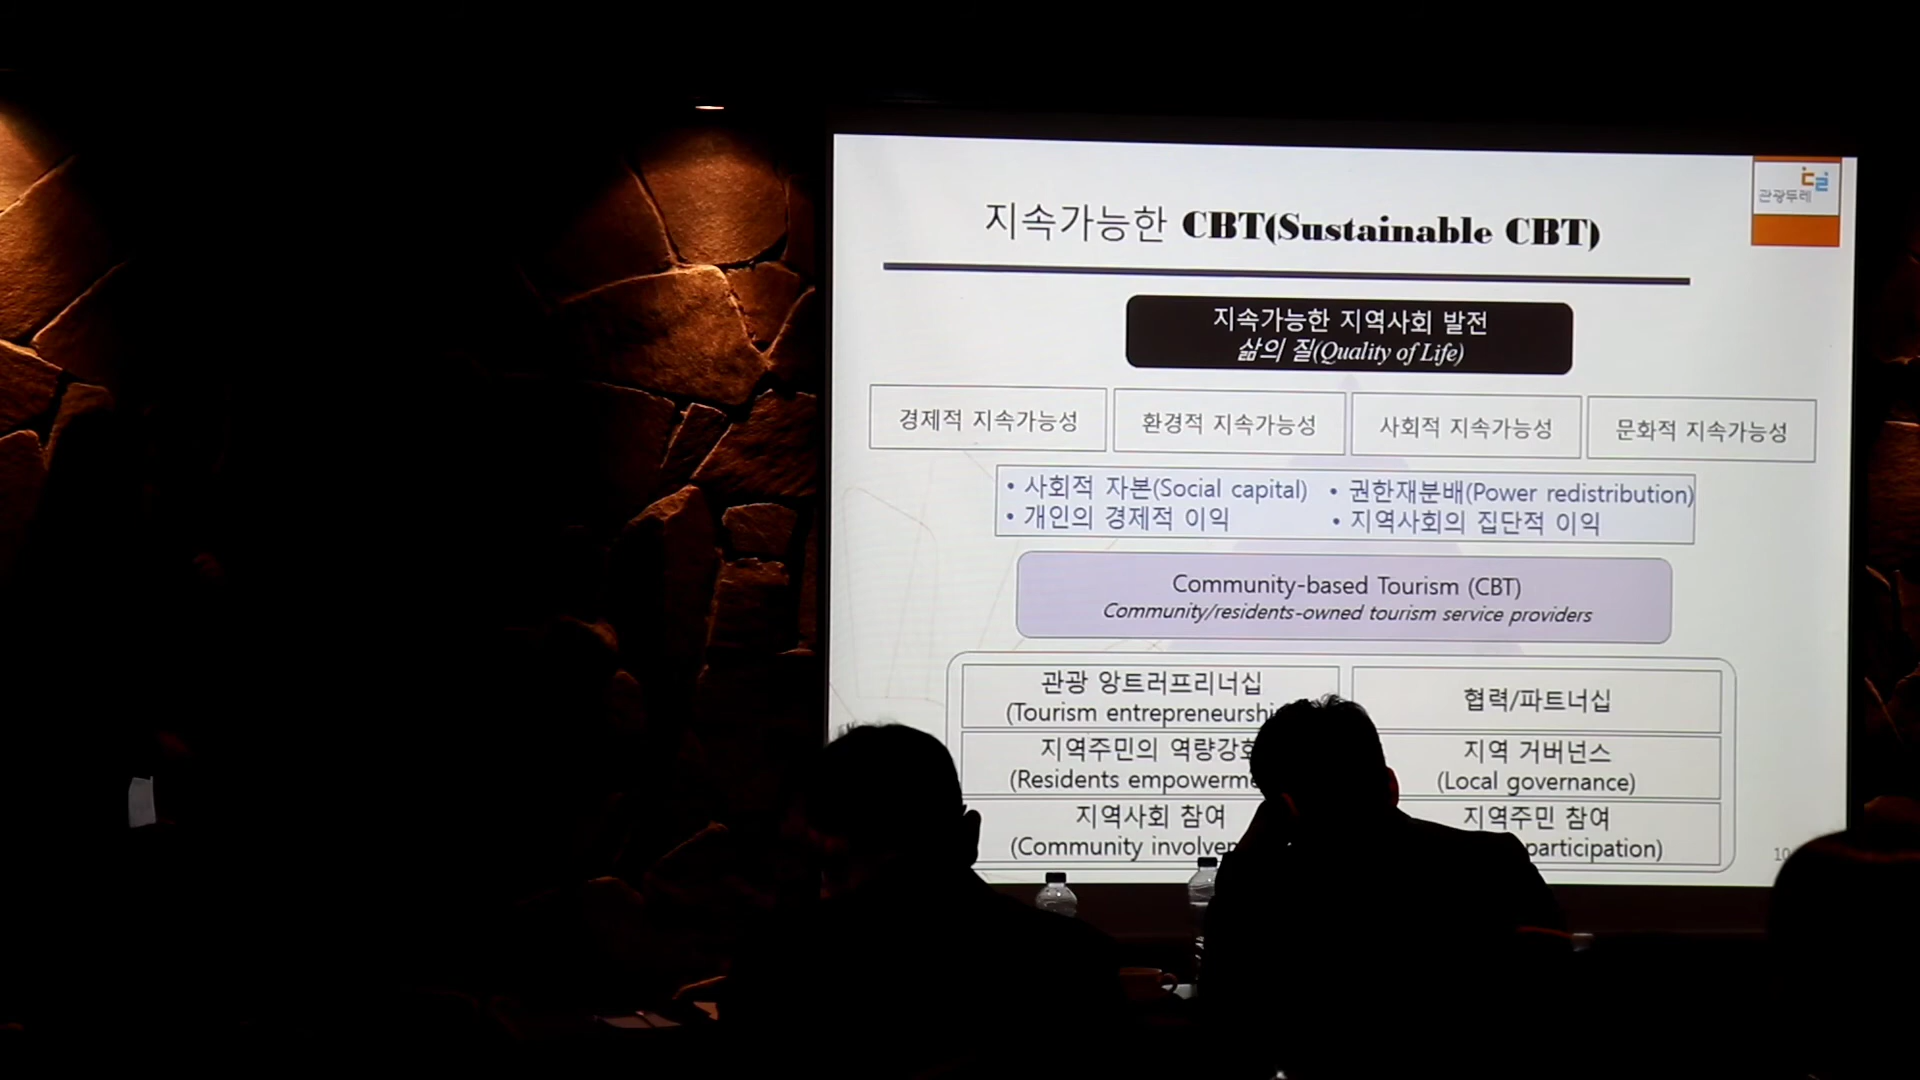 관광두레
지속가능한 CBT(Sustainable CBT)
지속가능한 지역사회 발전
삶의 질(Quality of Life)
경제적 지속가능성
환경적 지속가능성
사회적 지속가능성
문화적 지속가능성
• 사회적 자본(Social capital)
• 개인의 경제적 이익
• 권한재분배(Power redistribution)
• 지역사회의 집단적 이익
Community-based Tourism (CBT)
Community/residents-owned tourism service providers
관광 앙트러프리너십
(Tourism
협력/파트너십
지역주민의
(Residents
지역 거버넌스
(Local governance)
지역사회 참여
(Community
지역주민 참여
participation)